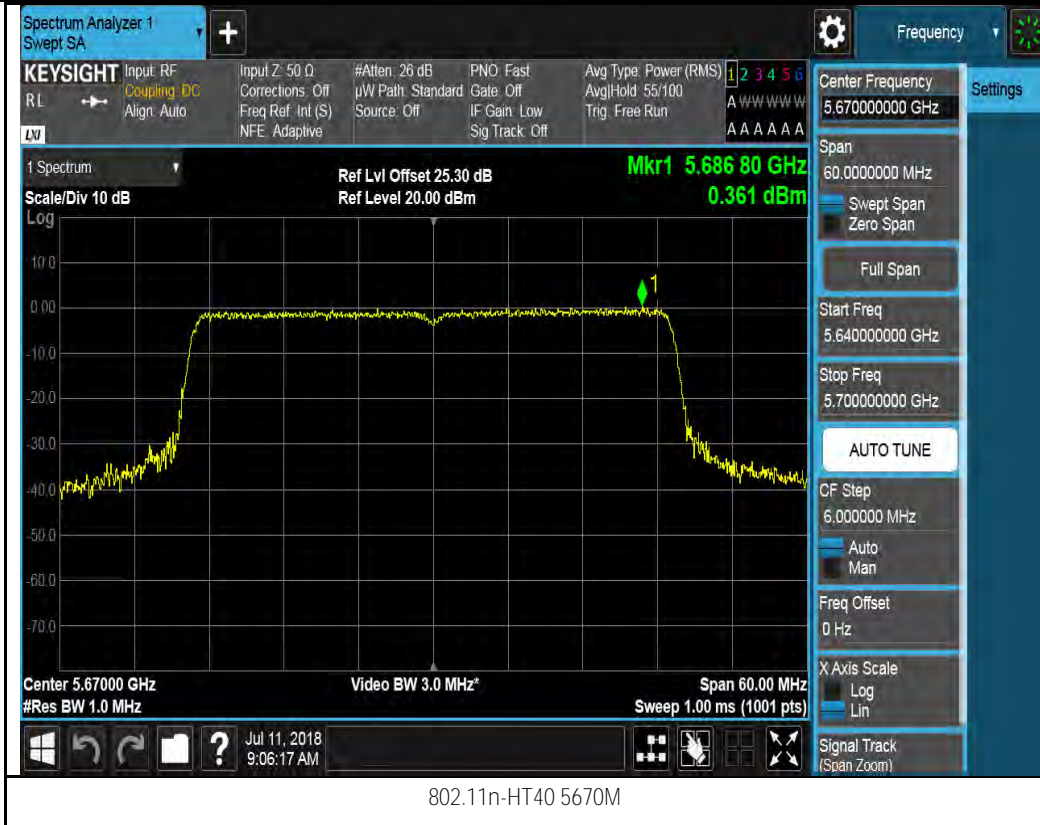 Spectrum Analyzer 1
Swept SA
+
Frequency
KEYSIGHT
RL
LXI
Input: RF
Coupling: DC
Align: Auto
Input Z: 50 Ω
Corrections: Off
Freq Ref: Int (S)
NFE: Adaptive
#Atten: 26 dB
µW Path: Standard
Source: Off
PNO: Fast
Gate: Off
IF Gain: Low
Sig Track: Off
Avg Type: Power (RMS)
Avg|Hold: 55/100
Trig: Free Run
1 2 3 4 5 6
A W W W W W
A A A A A A
1 Spectrum
Scale/Div 10 dB
Ref Lvl Offset 25.30 dB
Ref Level 20.00 dBm
Mkr1 5.686 80 GHz
0.361 dBm
Log
10.0
0.00
-10.0
-20.0
-30.0
-40.0
-50.0
-60.0
-70.0
1
Center 5.67000 GHz
#Res BW 1.0 MHz
Video BW 3.0 MHz*
Span 60.00 MHz
Sweep 1.00 ms (1001 pts)
?
Jul 11, 2018
9:06:17 AM
Center Frequency
5.670000000 GHz
Settings
Span
60.0000000 MHz
Swept Span
Zero Span
Full Span
Start Freq
5.640000000 GHz
Stop Freq
5.700000000 GHz
AUTO TUNE
CF Step
6.000000 MHz
Auto
Man
Freq Offset
0 Hz
X Axis Scale
Log
Lin
Signal Track
(Span Zoom)
802.11n-HT40 5670M